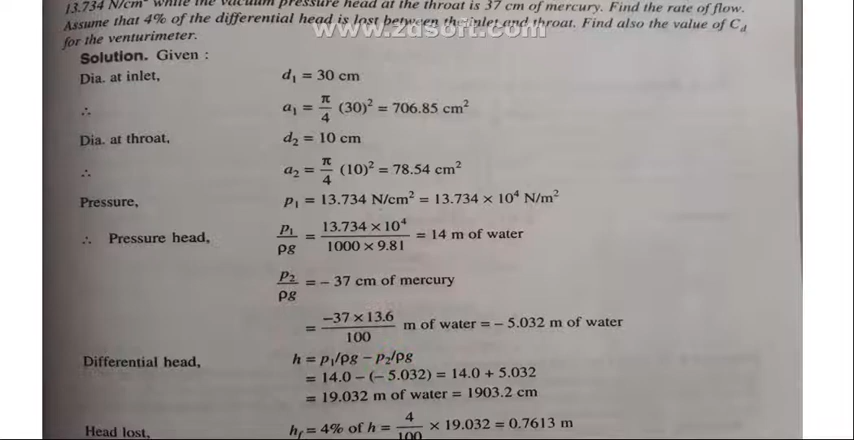 13.734 N/cm² while the vacuum pressure head at the throat is 37 cm of mercury. Find the rate of flow.
Assume that 4% of the differential head is lost between the inlet and throat. Find also the value of C_d
for the venturimeter.
www.zdsoft.com
Solution. Given :
Dia. at inlet, d₁ = 30 cm
∴ a₁ = π/4 (30)² = 706.85 cm²
Dia. at throat, d₂ = 10 cm
∴ a₂ = π/4 (10)² = 78.54 cm²
Pressure, p₁ = 13.734 N/cm² = 13.734 × 10⁴ N/m²
∴ Pressure head, p₁/ρg = 13.734 × 10⁴/1000 × 9.81 = 14 m of water
p₂/ρg = – 37 cm of mercury
= –37 × 13.6/100 m of water = – 5.032 m of water
Differential head, h = p₁/ρg – p₂/ρg
= 14.0 – (– 5.032) = 14.0 + 5.032
= 19.032 m of water = 1903.2 cm
Head lost, h_f = 4% of h = 4/100 × 19.032 = 0.7613 m